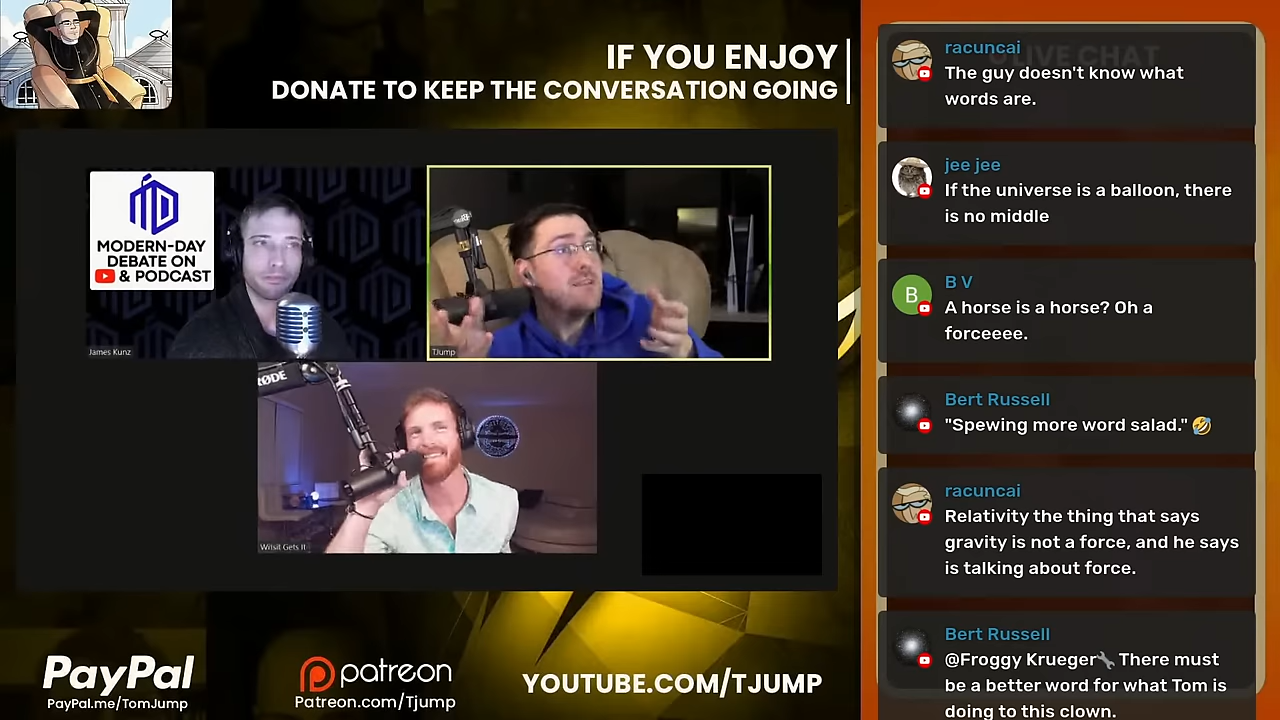 IF YOU ENJOY
DONATE TO KEEP THE CONVERSATION GOING
MODERN-DAY
DEBATE ON
& PODCAST
James Kunz
TJump
RØDE
Witsit Gets It
PayPal
PayPal.me/TomJump
patreon
Patreon.com/Tjump
YOUTUBE.COM/TJUMP
LIVE CHAT
racuncai
The guy doesn't know what
words are.
jee jee
If the universe is a balloon, there
is no middle
B
B V
A horse is a horse? Oh a
forceeee.
Bert Russell
"Spewing more word salad." 🤣
racuncai
Relativity the thing that says
gravity is not a force, and he says
is talking about force.
Bert Russell
@Froggy Krueger🔧 There must
be a better word for what Tom is
doing to this clown.